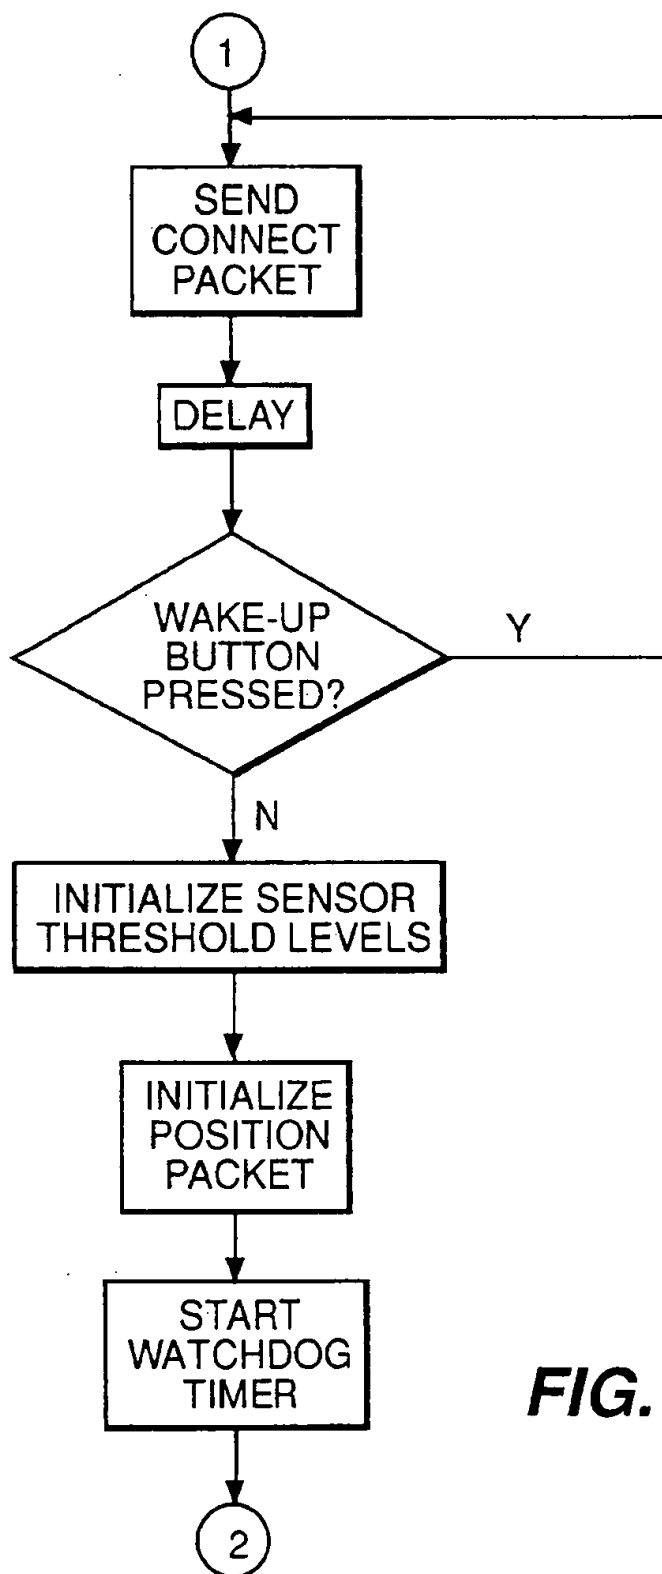 1
SEND
CONNECT
PACKET
DELAY
WAKE-UP
BUTTON
PRESSED?
Y
N
INITIALIZE SENSOR
THRESHOLD LEVELS
INITIALIZE
POSITION
PACKET
START
WATCHDOG
TIMER
FIG.
2